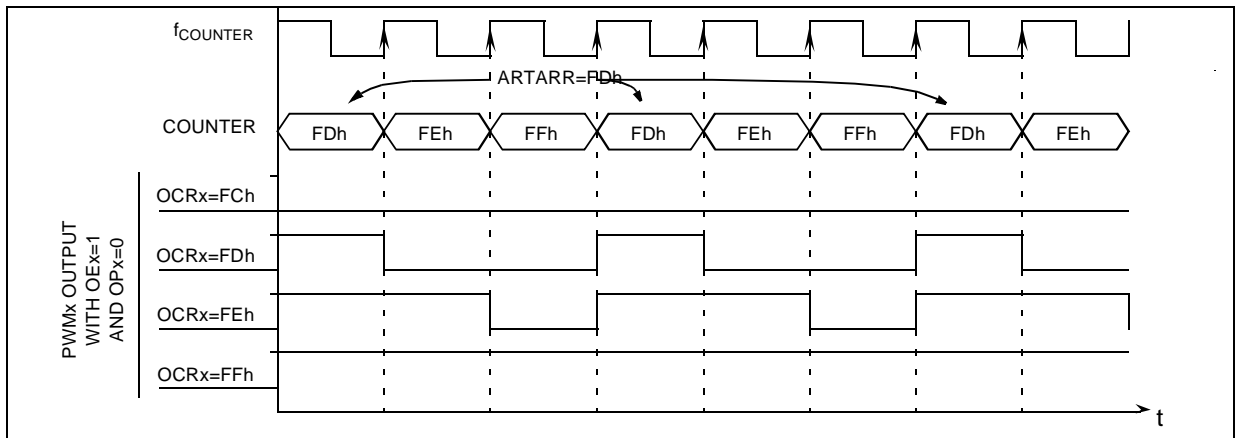 fCOUNTER
ARTARR=FDh
COUNTER
FDh FEh FFh FDh FEh FFh FDh FEh
PWMx OUTPUT
WITH OEx=1
AND OPx=0
OCRx=FCh
OCRx=FDh
OCRx=FEh
OCRx=FFh
t